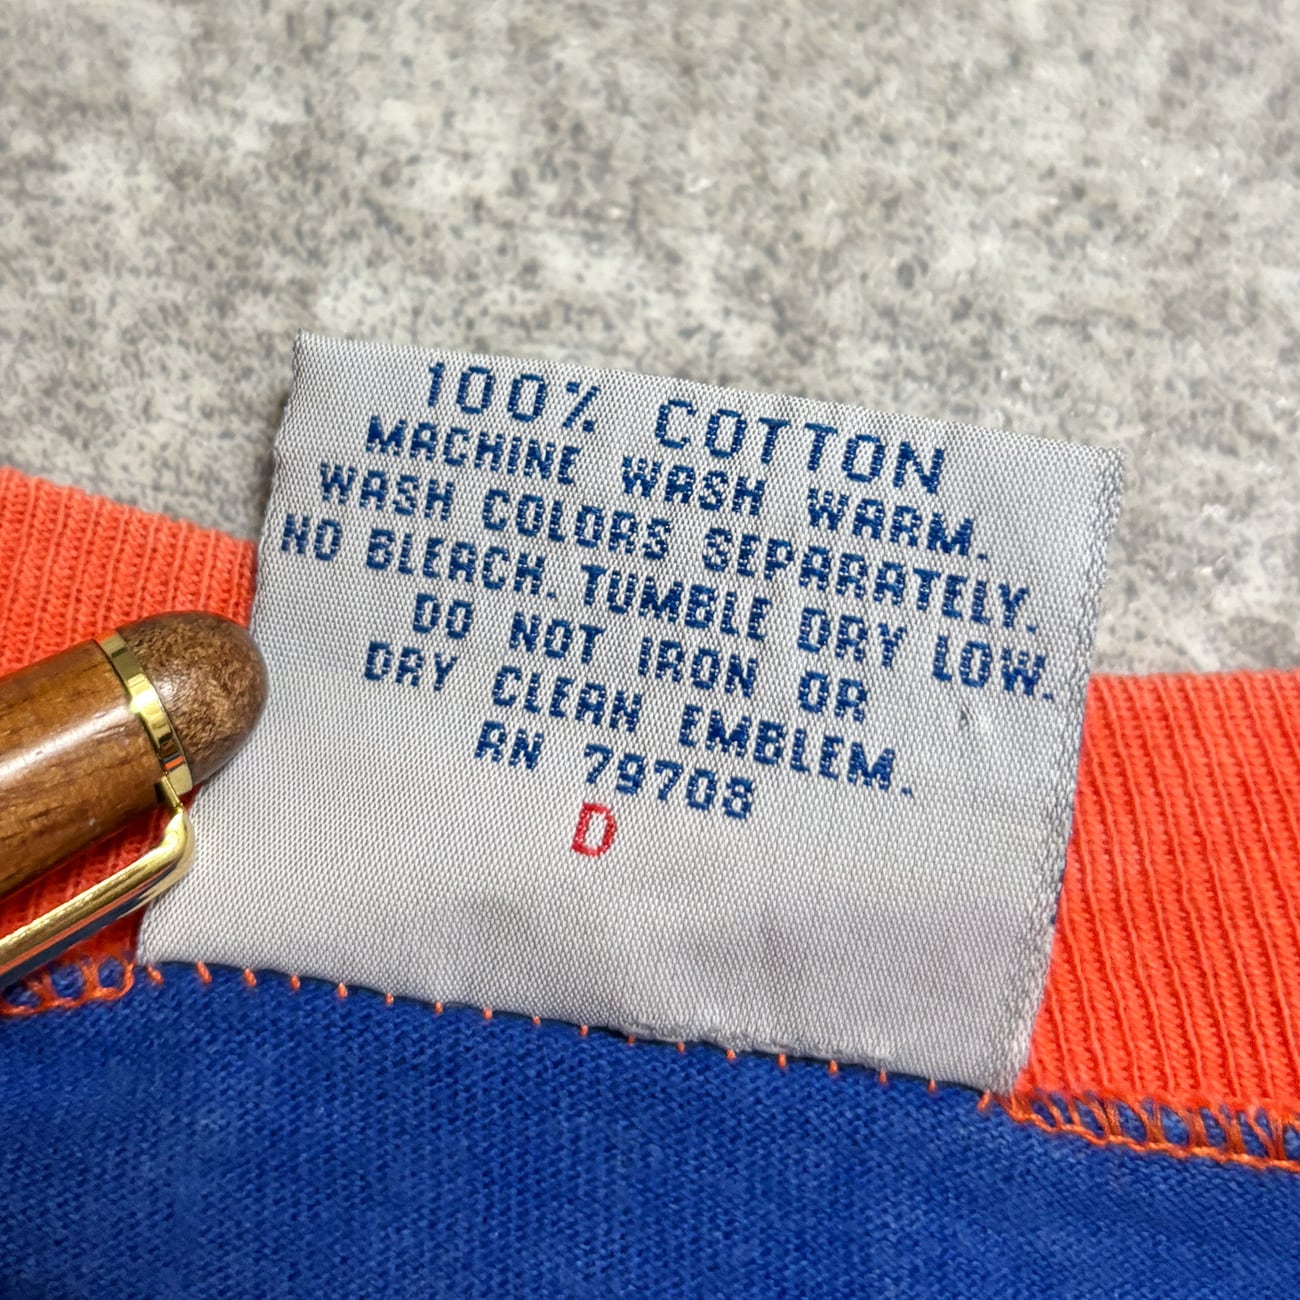 100% COTTON
MACHINE WASH WARM.
WASH COLORS SEPARATELY.
NO BLEACH. TUMBLE DRY LOW.
DO NOT IRON OR
DRY CLEAN EMBLEM.
RN 79708
D